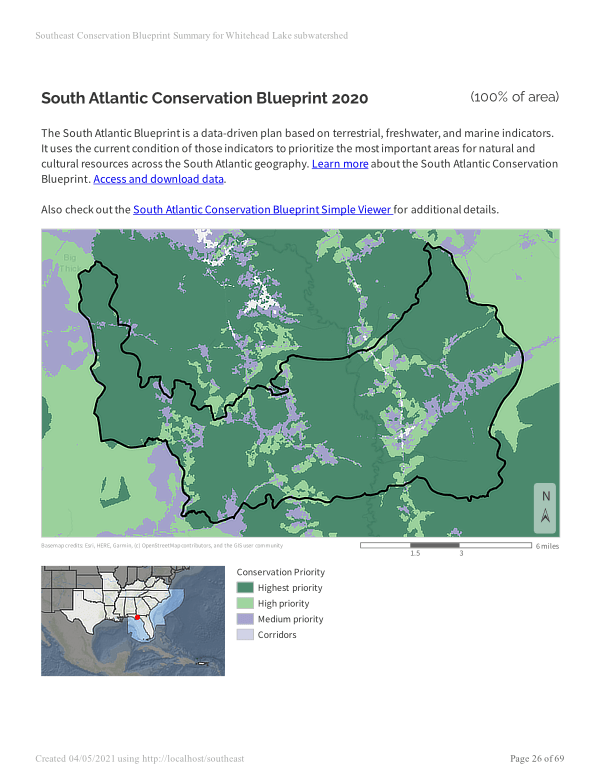 Southeast Conservation Blueprint Summary for Whitehead Lake subwatershed
South Atlantic Conservation Blueprint 2020 (100% of area)
The South Atlantic Blueprint is a data-driven plan based on terrestrial, freshwater, and marine indicators.
It uses the current condition of those indicators to prioritize the most important areas for natural and
cultural resources across the South Atlantic geography. Learn more about the South Atlantic Conservation
Blueprint. Access and download data.
Also check out the South Atlantic Conservation Blueprint Simple Viewer for additional details.
Big
N
Basemap credits: Esri, HERE, Garmin, (c) OpenStreetMap contributors, and the GIS user community
6 miles
1.5 3
Conservation Priority
Highest priority
High priority
Medium priority
Corridors
Created 04/05/2021 using http://localhost/southeast Page 26 of 69